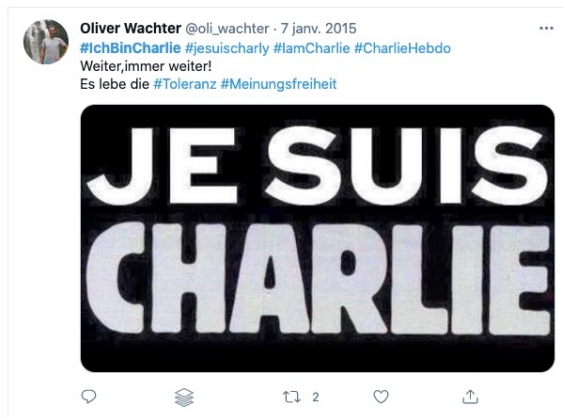 Oliver Wachter @oli_wachter · 7 janv. 2015
#IchBinCharlie #jesuischarly #IamCharlie #CharlieHebdo
Weiter,immer weiter!
Es lebe die #Toleranz #Meinungsfreiheit
JE SUIS
CHARLIE
2